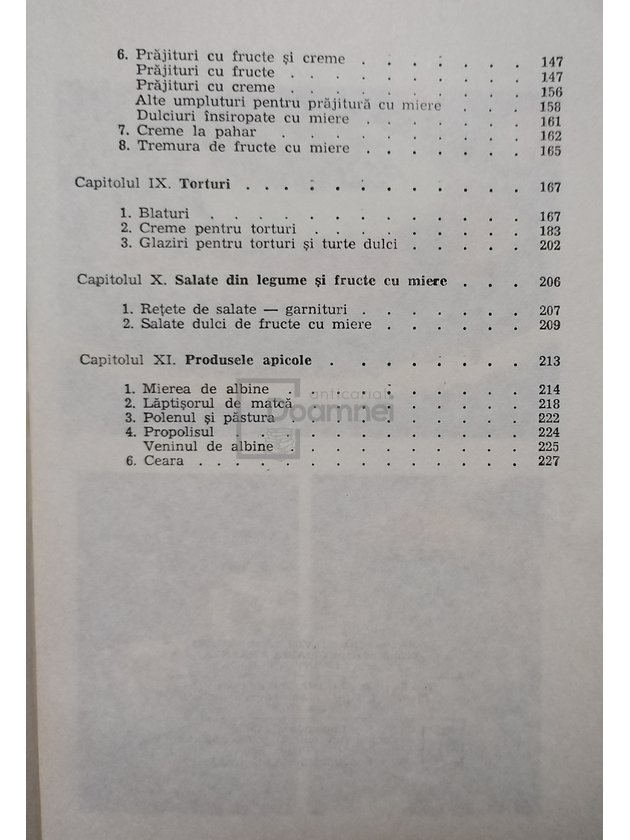 6. Prăjituri cu fructe și creme . . . . . . . 147
Prăjituri cu fructe . . . . . . . . . . 147
Prăjituri cu creme . . . . . . . . . . 156
Alte umpluturi pentru prăjitură cu miere . . . . 158
Dulciuri însiropate cu miere . . . . . . . 161
7. Creme la pahar . . . . . . . . . . 162
8. Tremura de fructe cu miere . . . . . . . 165
Capitolul IX. Torturi . . . . . . . . . . . 167
1. Blaturi . . . . . . . . . . . . . 167
2. Creme pentru torturi . . . . . . . . . 183
3. Glaziri pentru torturi și turte dulci . . . . . 202
Capitolul X. Salate din legume și fructe cu miere . . . 206
1. Rețete de salate — garnituri . . . . . . . 207
2. Salate dulci de fructe cu miere . . . . . . 209
Capitolul XI. Produsele apicole . . . . . . . . 213
1. Mierea de albine . . . . . . . . . . 214
2. Lăptișorul de matcă . . . . . . . . . 218
3. Polenul și păstura . . . . . . . . . . 222
4. Propolisul . . . . . . . . . . . . 224
Veninul de albine . . . . . . . . . . 225
6. Ceara . . . . . . . . . . . . . 227
anticariat
Doamnei